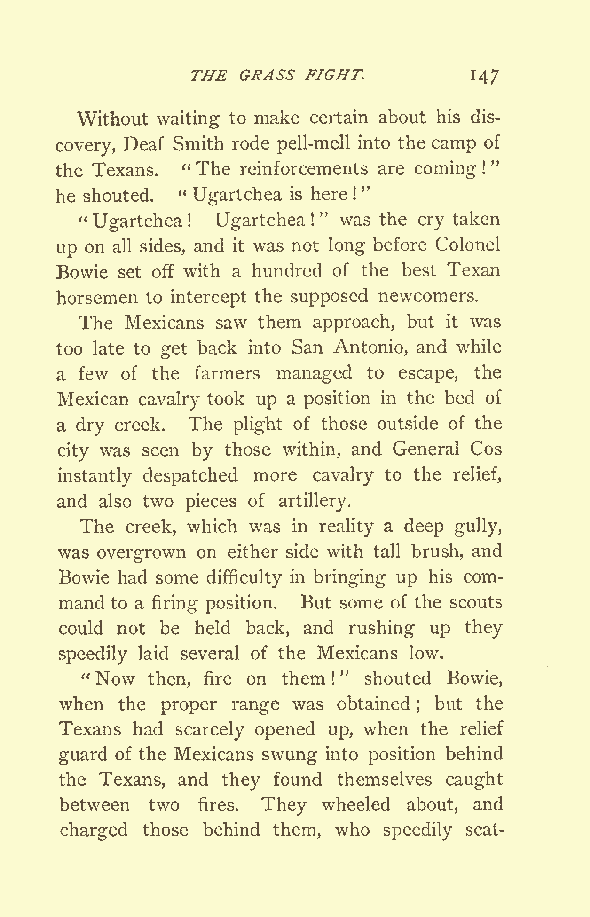 THE GRASS FIGHT. 147
Without waiting to make certain about his dis-
covery, Deaf Smith rode pell-mell into the camp of
the Texans. "The reinforcements are coming!"
he shouted. "Ugartchea is here!"
"Ugartchea! Ugartchea!" was the cry taken
up on all sides, and it was not long before Colonel
Bowie set off with a hundred of the best Texan
horsemen to intercept the supposed newcomers.
The Mexicans saw them approach, but it was
too late to get back into San Antonio, and while
a few of the farmers managed to escape, the
Mexican cavalry took up a position in the bed of
a dry creek. The plight of those outside of the
city was seen by those within, and General Cos
instantly despatched more cavalry to the relief,
and also two pieces of artillery.
The creek, which was in reality a deep gully,
was overgrown on either side with tall brush, and
Bowie had some difficulty in bringing up his com-
mand to a firing position. But some of the scouts
could not be held back, and rushing up they
speedily laid several of the Mexicans low.
"Now then, fire on them!" shouted Bowie,
when the proper range was obtained; but the
Texans had scarcely opened up, when the relief
guard of the Mexicans swung into position behind
the Texans, and they found themselves caught
between two fires. They wheeled about, and
charged those behind them, who speedily scat-